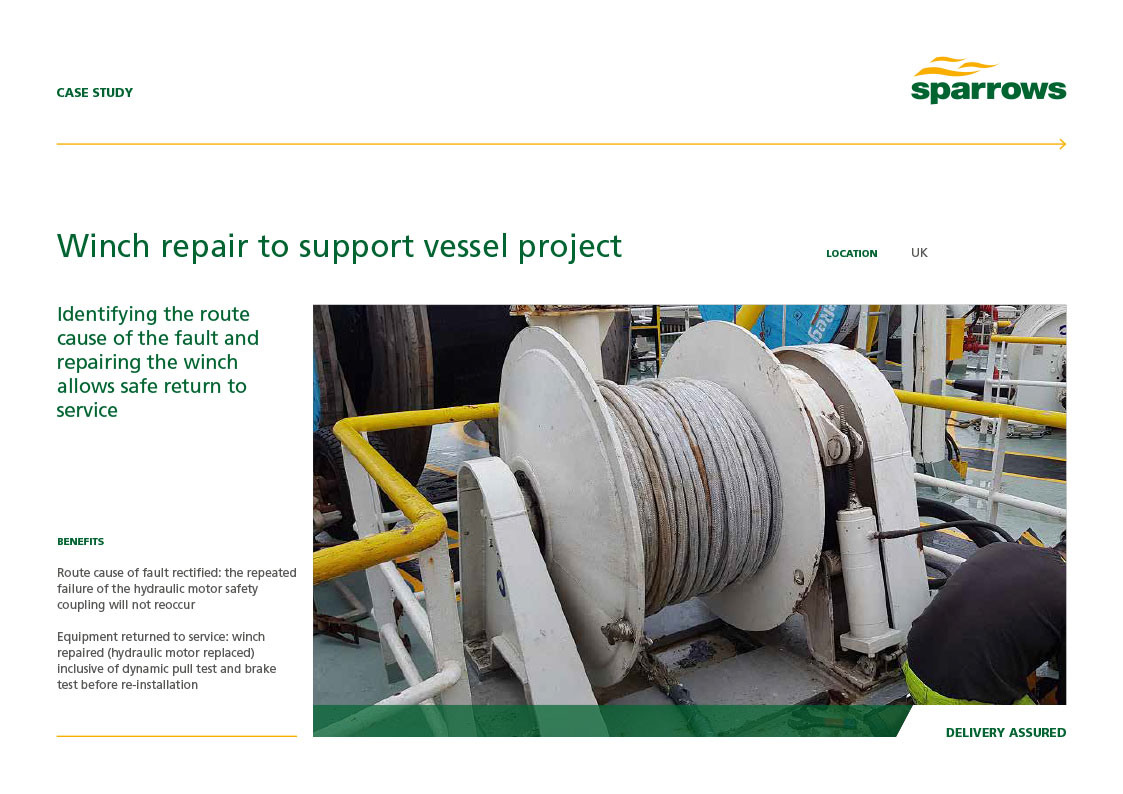 CASE STUDY
sparrows
Winch repair to support vessel project
LOCATION UK
Identifying the route
cause of the fault and
repairing the winch
allows safe return to
service
BENEFITS
Route cause of fault rectified: the repeated
failure of the hydraulic motor safety
coupling will not reoccur
Equipment returned to service: winch
repaired (hydraulic motor replaced)
inclusive of dynamic pull test and brake
test before re-installation
DELIVERY ASSURED